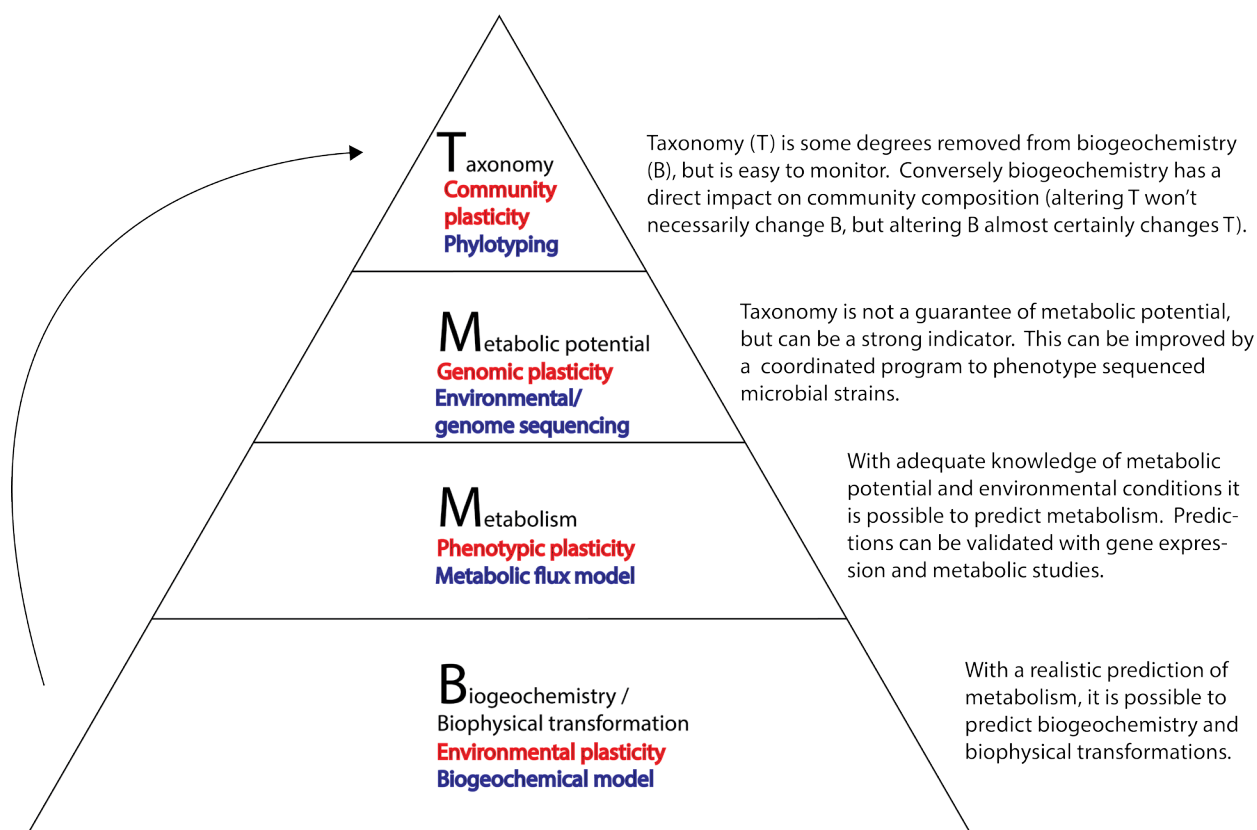 Taxonomy
Community
plasticity
Phylotyping
Taxonomy (T) is some degrees removed from biogeochemistry
(B), but is easy to monitor.  Conversely biogeochemistry has a
direct impact on community composition (altering T won't
necessarily change B, but altering B almost certainly changes T).
Metabolic potential
Genomic plasticity
Environmental/
genome sequencing
Taxonomy is not a guarantee of metabolic potential,
but can be a strong indicator.  This can be improved by
a  coordinated program to phenotype sequenced
microbial strains.
Metabolism
Phenotypic plasticity
Metabolic flux model
With adequate knowledge of metabolic
potential and environmental conditions it
is possible to predict metabolism.  Predic-
tions can be validated with gene expres-
sion and metabolic studies.
Biogeochemistry /
Biophysical transformation
Environmental plasticity
Biogeochemical model
With a realistic prediction of
metabolism, it is possible to
predict biogeochemistry and
biophysical transformations.